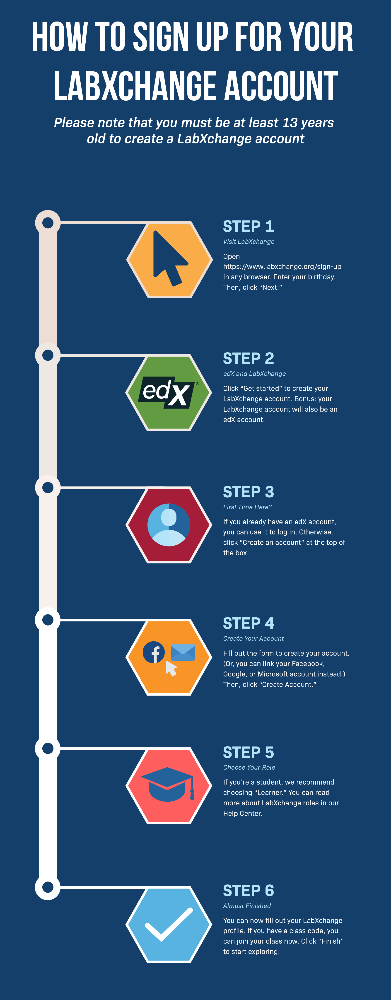 HOW TO SIGN UP FOR YOUR
LABXCHANGE ACCOUNT
Please note that you must be at least 13 years
old to create a LabXchange account
STEP 1
Visit LabXchange
Open
https://www.labxchange.org/sign-up
in any browser. Enter your birthday.
Then, click “Next.”
STEP 2
edX and LabXchange
edX®
Click “Get started” to create your
LabXchange account. Bonus: your
LabXchange account will also be an
edX account!
STEP 3
First Time Here?
If you already have an edX account,
you can use it to log in. Otherwise,
click “Create an account” at the top of
the box.
STEP 4
Create Your Account
f
Fill out the form to create your account.
(Or, you can link your Facebook,
Google, or Microsoft account instead.)
Then, click “Create Account.”
STEP 5
Choose Your Role
If you’re a student, we recommend
choosing “Learner.” You can read
more about LabXchange roles in our
Help Center.
STEP 6
Almost Finished
You can now fill out your LabXchange
profile. If you have a class code, you
can join your class now. Click “Finish”
to start exploring!